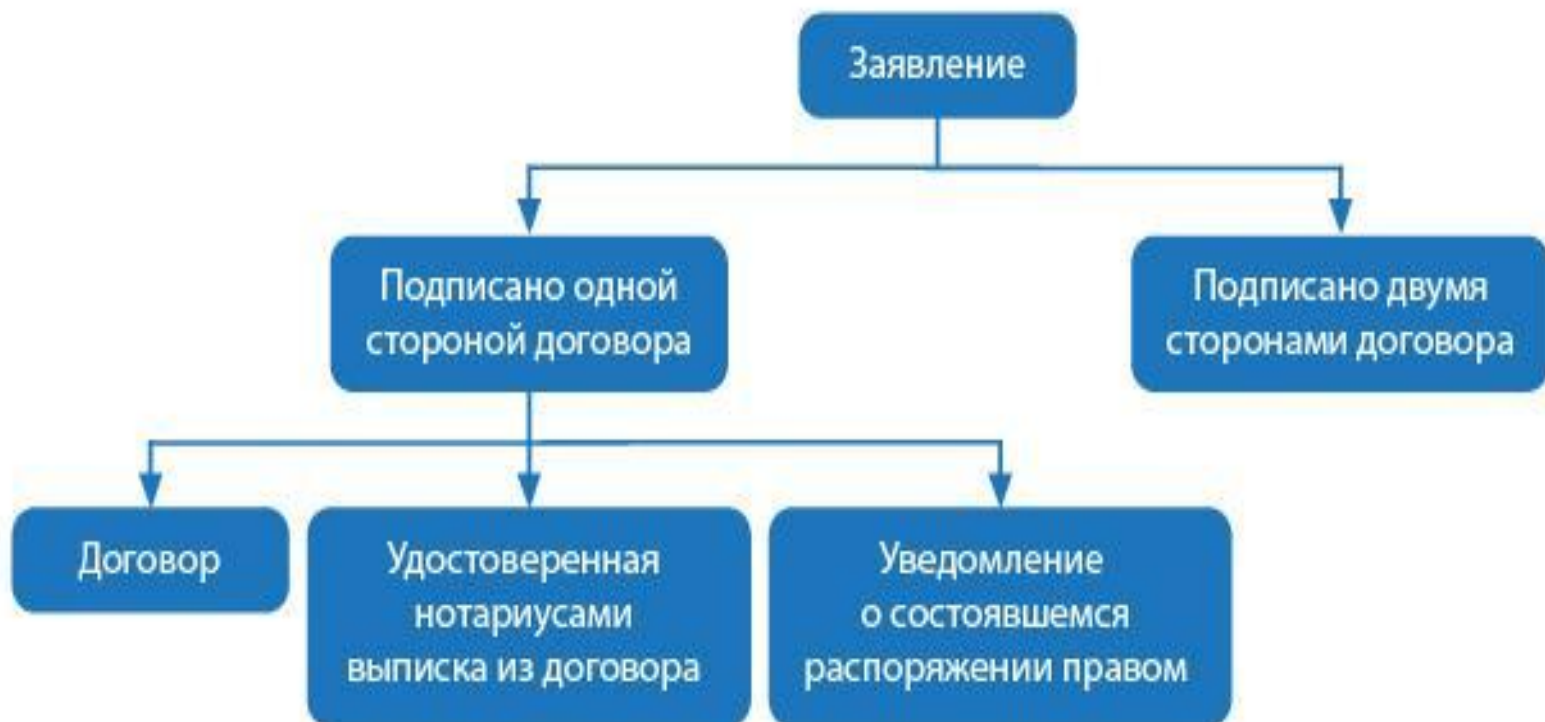 Заявление
Подписано одной
стороной договора
Подписано двумя
сторонами договора
Договор
Удостоверенная
нотариусами
выписка из договора
Уведомление
о состоявшемся
распоряжении правом